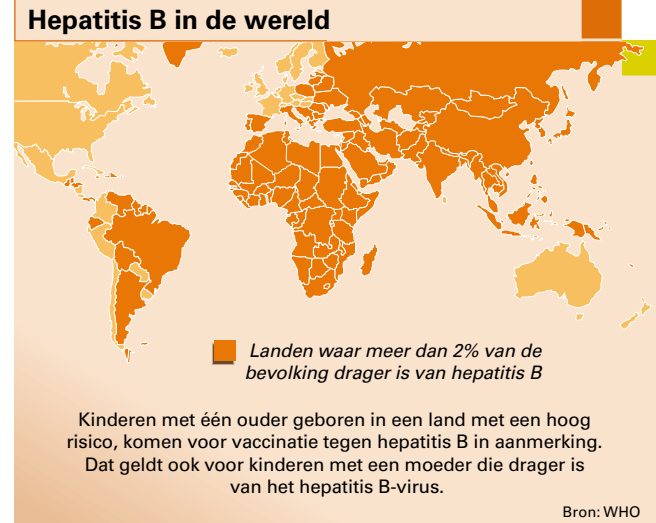 Hepatitis B in de wereld
Landen waar meer dan 2% van de
bevolking drager is van hepatitis B
Kinderen met één ouder geboren in een land met een hoog
risico, komen voor vaccinatie tegen hepatitis B in aanmerking.
Dat geldt ook voor kinderen met een moeder die drager is
van het hepatitis B-virus.
Bron: WHO